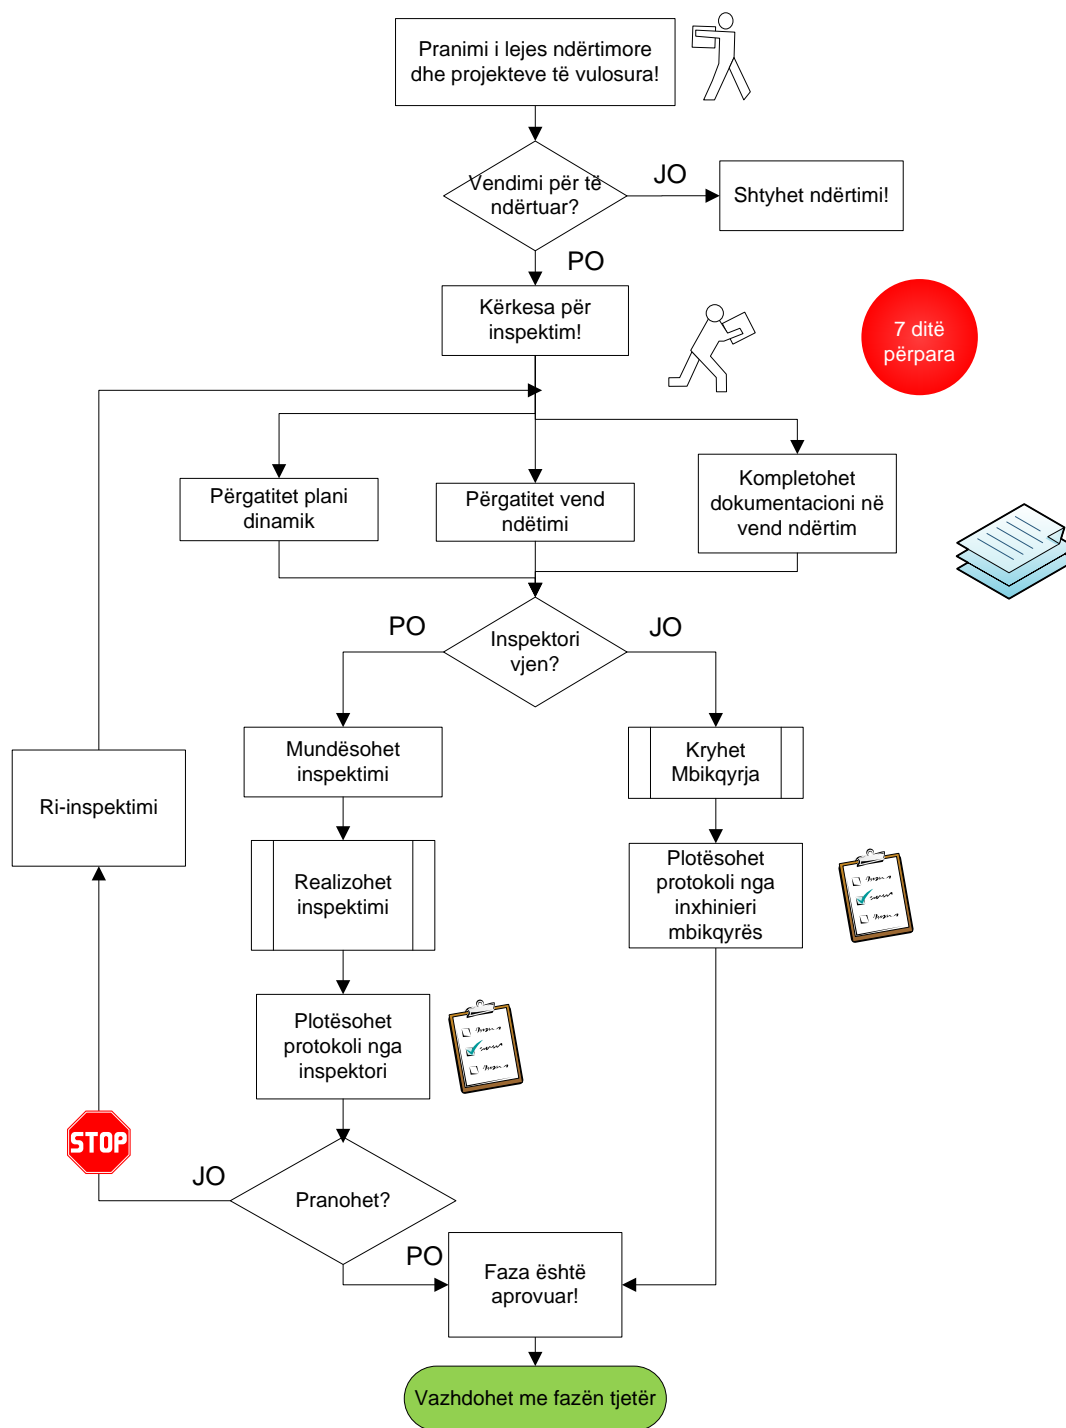 Pranimi i lejes ndërtimore
dhe projekteve të vulosura!
Vendimi për të
ndërtuar?
JO
Shtyhet ndërtimi!
PO
Kërkesa për
inspektim!
7 ditë
përpara
Përgatitet plani
dinamik
Përgatitet vend
ndëtimi
Kompletohet
dokumentacioni në
vend ndërtim
PO
Inspektori
vjen?
JO
Mundësohet
inspektimi
Kryhet
Mbikqyrja
Ri-inspektimi
Realizohet
inspektimi
Plotësohet
protokoli nga
inxhinieri
mbikqyrës
Plotësohet
protokoli nga
inspektori
STOP
JO
Pranohet?
PO
Faza është
aprovuar!
Vazhdohet me fazën tjetër